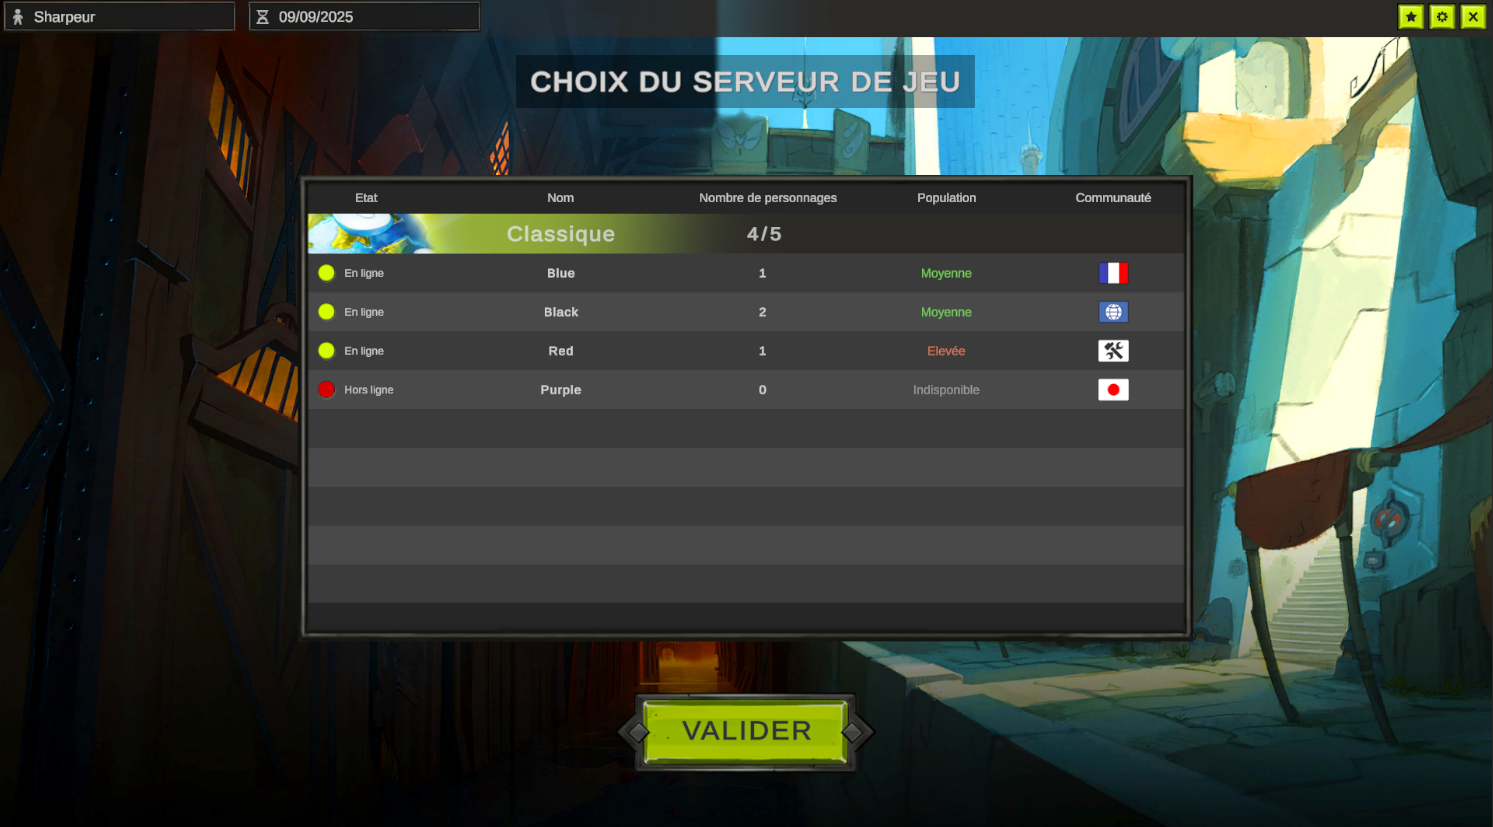 Sharpeur
09/09/2025
CHOIX DU SERVEUR DE JEU
Etat Nom Nombre de personnages Population Communauté
Classique 4/5
En ligne Blue 1 Moyenne
En ligne Black 2 Moyenne
En ligne Red 1 Elevée
Hors ligne Purple 0 Indisponible
VALIDER